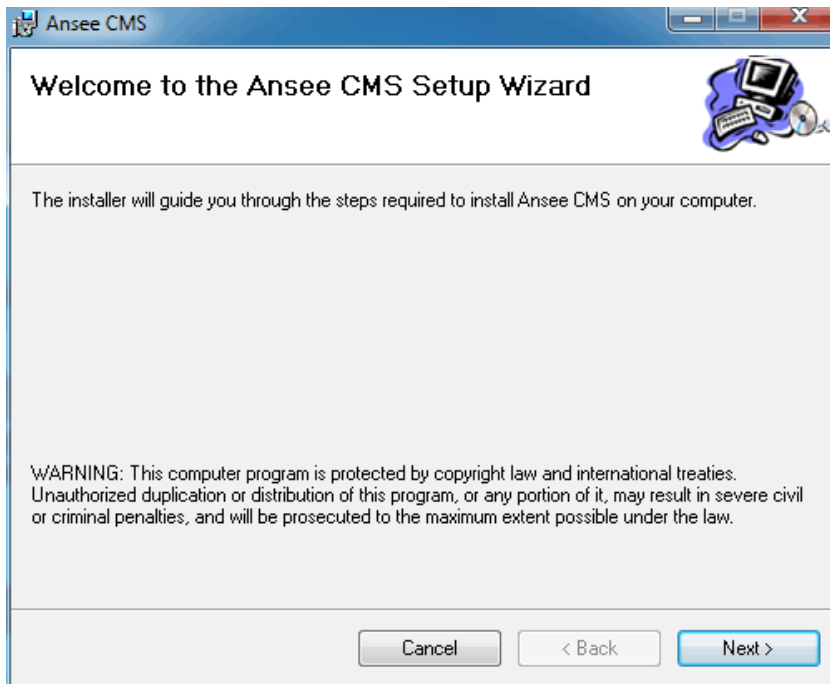 Ansee CMS
Welcome to the Ansee CMS Setup Wizard
The installer will guide you through the steps required to install Ansee CMS on your computer.
WARNING: This computer program is protected by copyright law and international treaties.
Unauthorized duplication or distribution of this program, or any portion of it, may result in severe civil
or criminal penalties, and will be prosecuted to the maximum extent possible under the law.
Cancel < Back Next >